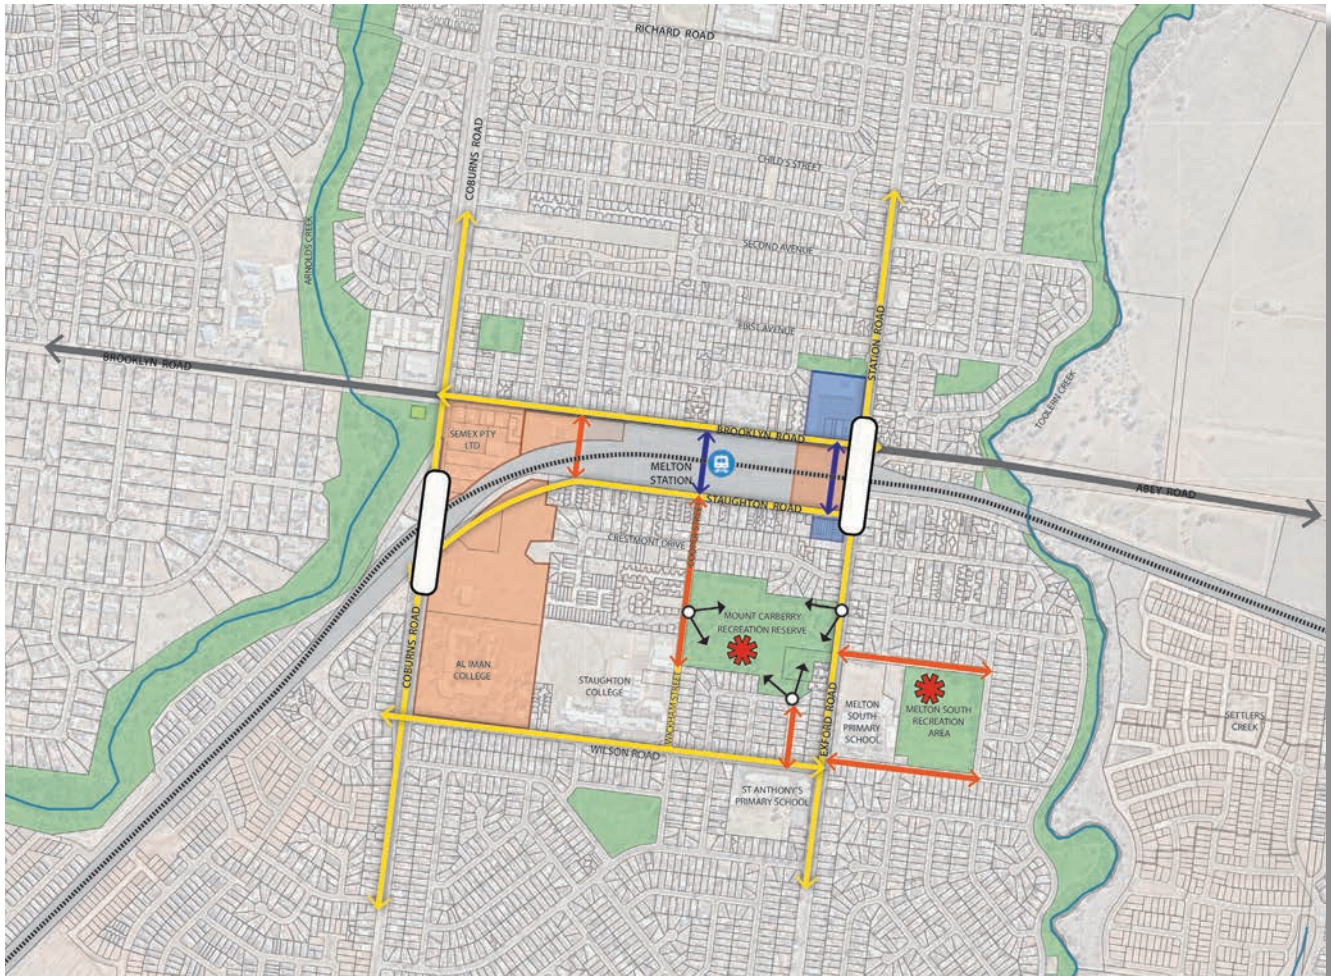 RICHARD ROAD
COBURNS ROAD
CHILD'S STREET
ARNOLDS CREEK
SECOND AVENUE
FIRST AVENUE
STATION ROAD
BROOKLYN ROAD
TOOLERN CREEK
SEMEX PTY
LTD
BROOKLYN ROAD
MELTON
STATION
ABEY ROAD
STAUGHTON ROAD
CRESTMONT DRIVE
MOUNT CARBERRY
RECREATION RESERVE
COBURNS ROAD
AL IMAN
COLLEGE
STAUGHTON
COLLEGE
WICKHAM STREET
EXFORD ROAD
MELTON
SOUTH
PRIMARY
SCHOOL
MELTON SOUTH
RECREATION
AREA
SETTLERS
CREEK
WILSON ROAD
ST ANTHONY'S
PRIMARY SCHOOL